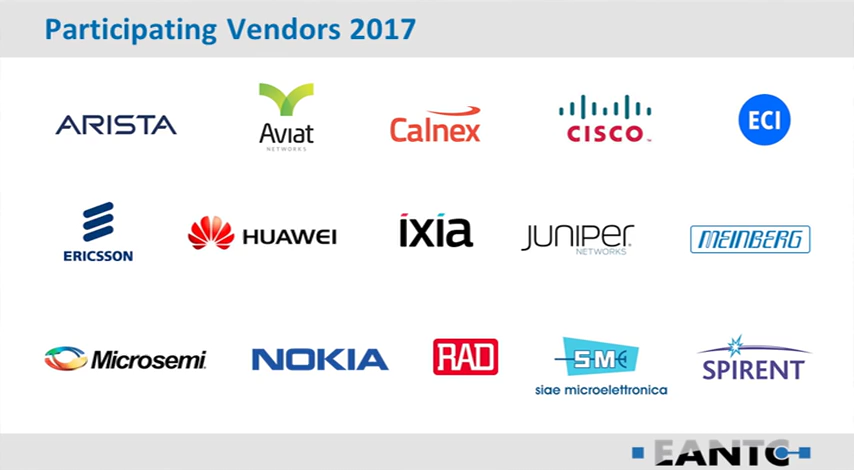 Participating Vendors 2017
ARISTA
Aviat
NETWORKS
Calnex
CISCO
ECI
ERICSSON
HUAWEI
ixia
JUNIPER
NETWORKS
MEINBERG
Microsemi
NOKIA
RAD
SM
siae microelettronica
SPIRENT
EANTC